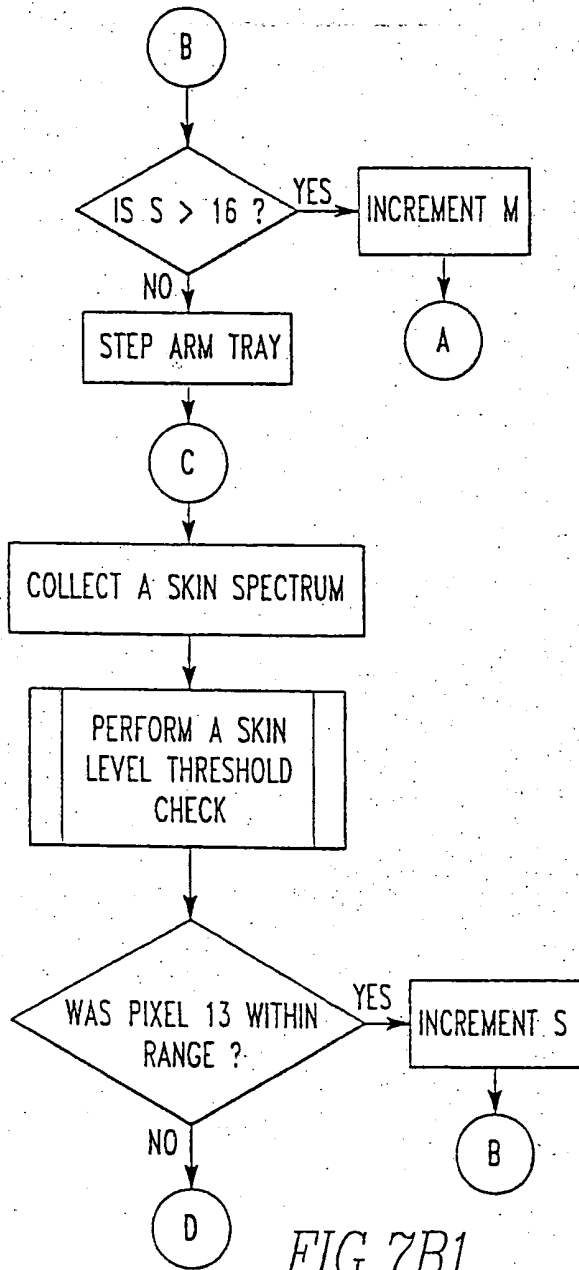 B
IS S > 16 ?
YES
INCREMENT M
NO
A
STEP ARM TRAY
C
COLLECT A SKIN SPECTRUM
PERFORM A SKIN
LEVEL THRESHOLD
CHECK
WAS PIXEL 13 WITHIN
RANGE ?
YES
INCREMENT S
NO
B
D
FIG. 7B1